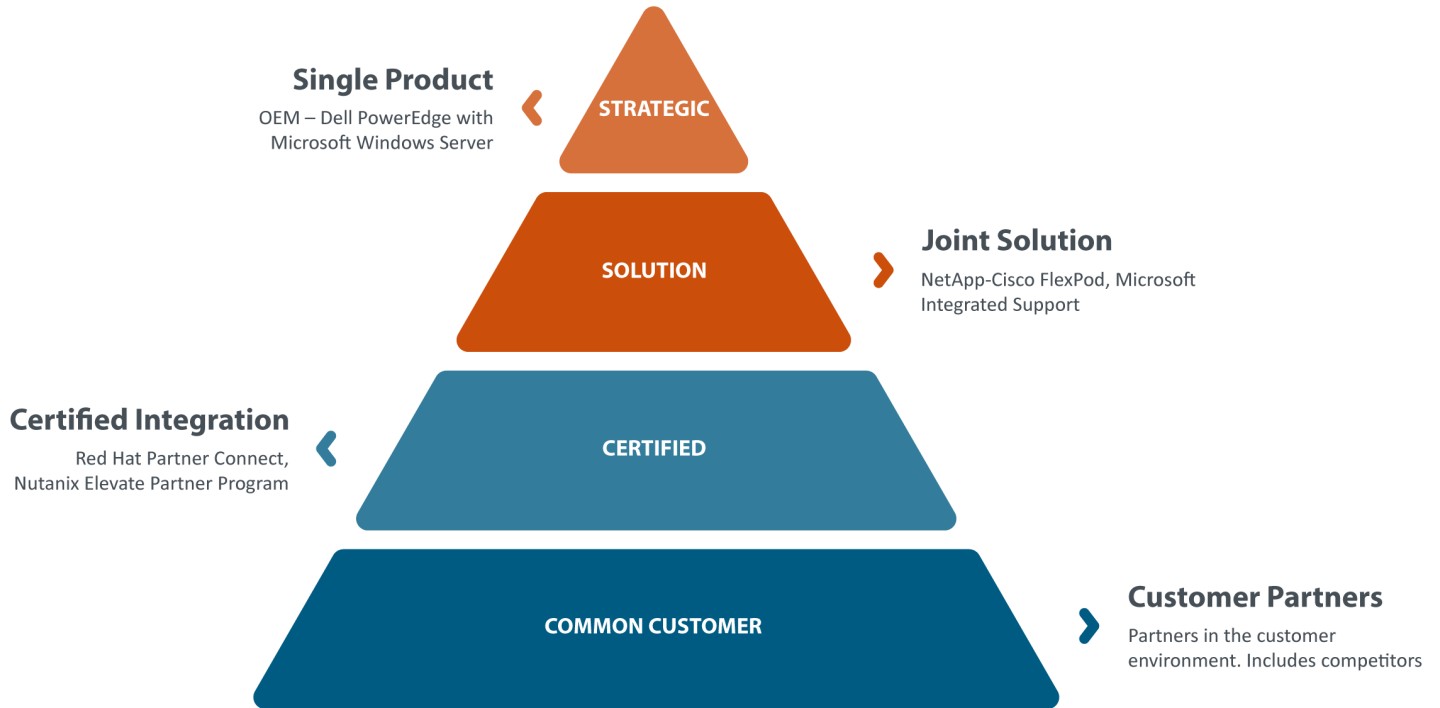 Single Product
OEM – Dell PowerEdge with
Microsoft Windows Server
STRATEGIC
SOLUTION
Joint Solution
NetApp-Cisco FlexPod, Microsoft
Integrated Support
Certified Integration
Red Hat Partner Connect,
Nutanix Elevate Partner Program
CERTIFIED
COMMON CUSTOMER
Customer Partners
Partners in the customer
environment. Includes competitors